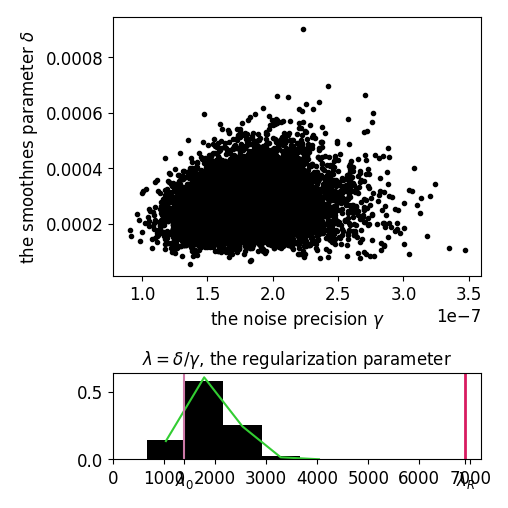 the smoothnes parameter δ
0.0008
0.0006
0.0004
0.0002
1.0 1.5 2.0 2.5 3.0 3.5
1e−7
the noise precision γ
λ = δ/γ, the regularization parameter
0.5
0.0
0 1000 2000 3000 4000 5000 6000 7000
λ₀ λ_R